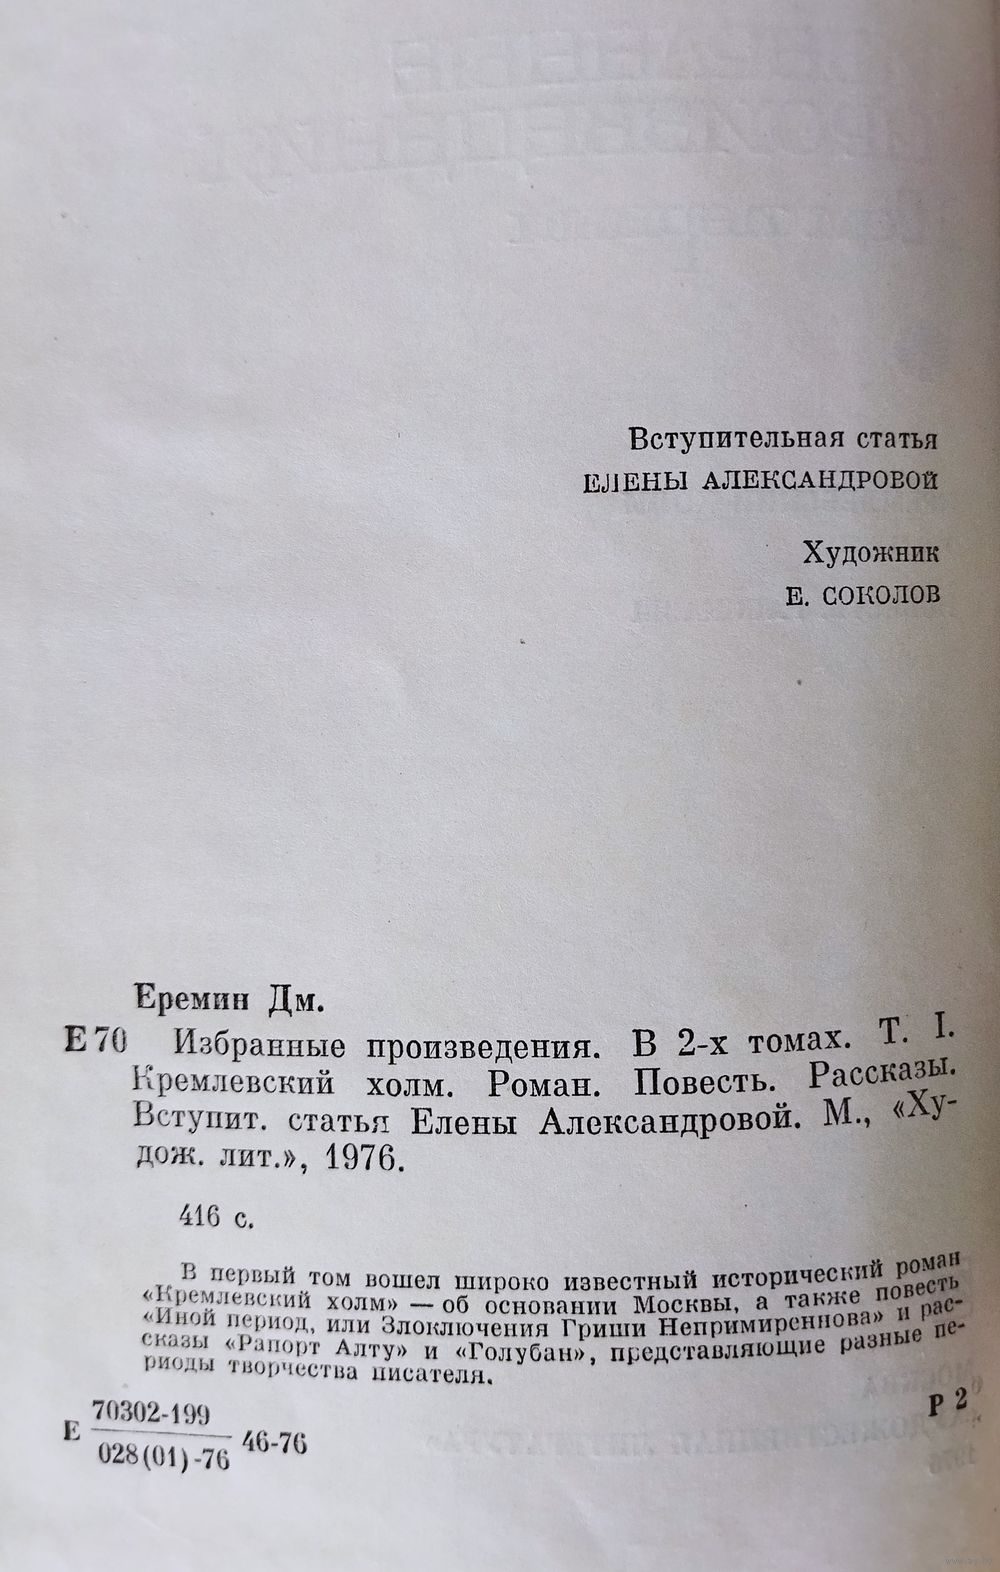 Вступительная статья
ЕЛЕНЫ АЛЕКСАНДРОВОЙ
Художник
Е. СОКОЛОВ
Еремин Дм.
Е 70 Избранные произведения. В 2-х томах. Т. I.
Кремлевский холм. Роман. Повесть. Рассказы.
Вступит. статья Елены Александровой. М., «Ху-
дож. лит.», 1976.
416 с.
В первый том вошел широко известный исторический роман
«Кремлевский холм» — об основании Москвы, а также повесть
«Иной период, или Злоключения Гриши Непримиреннова» и рас-
сказы «Рапорт Алту» и «Голубан», представляющие разные пе-
риоды творчества писателя.
Е 70302-199
028(01)-76 46-76
Р 2